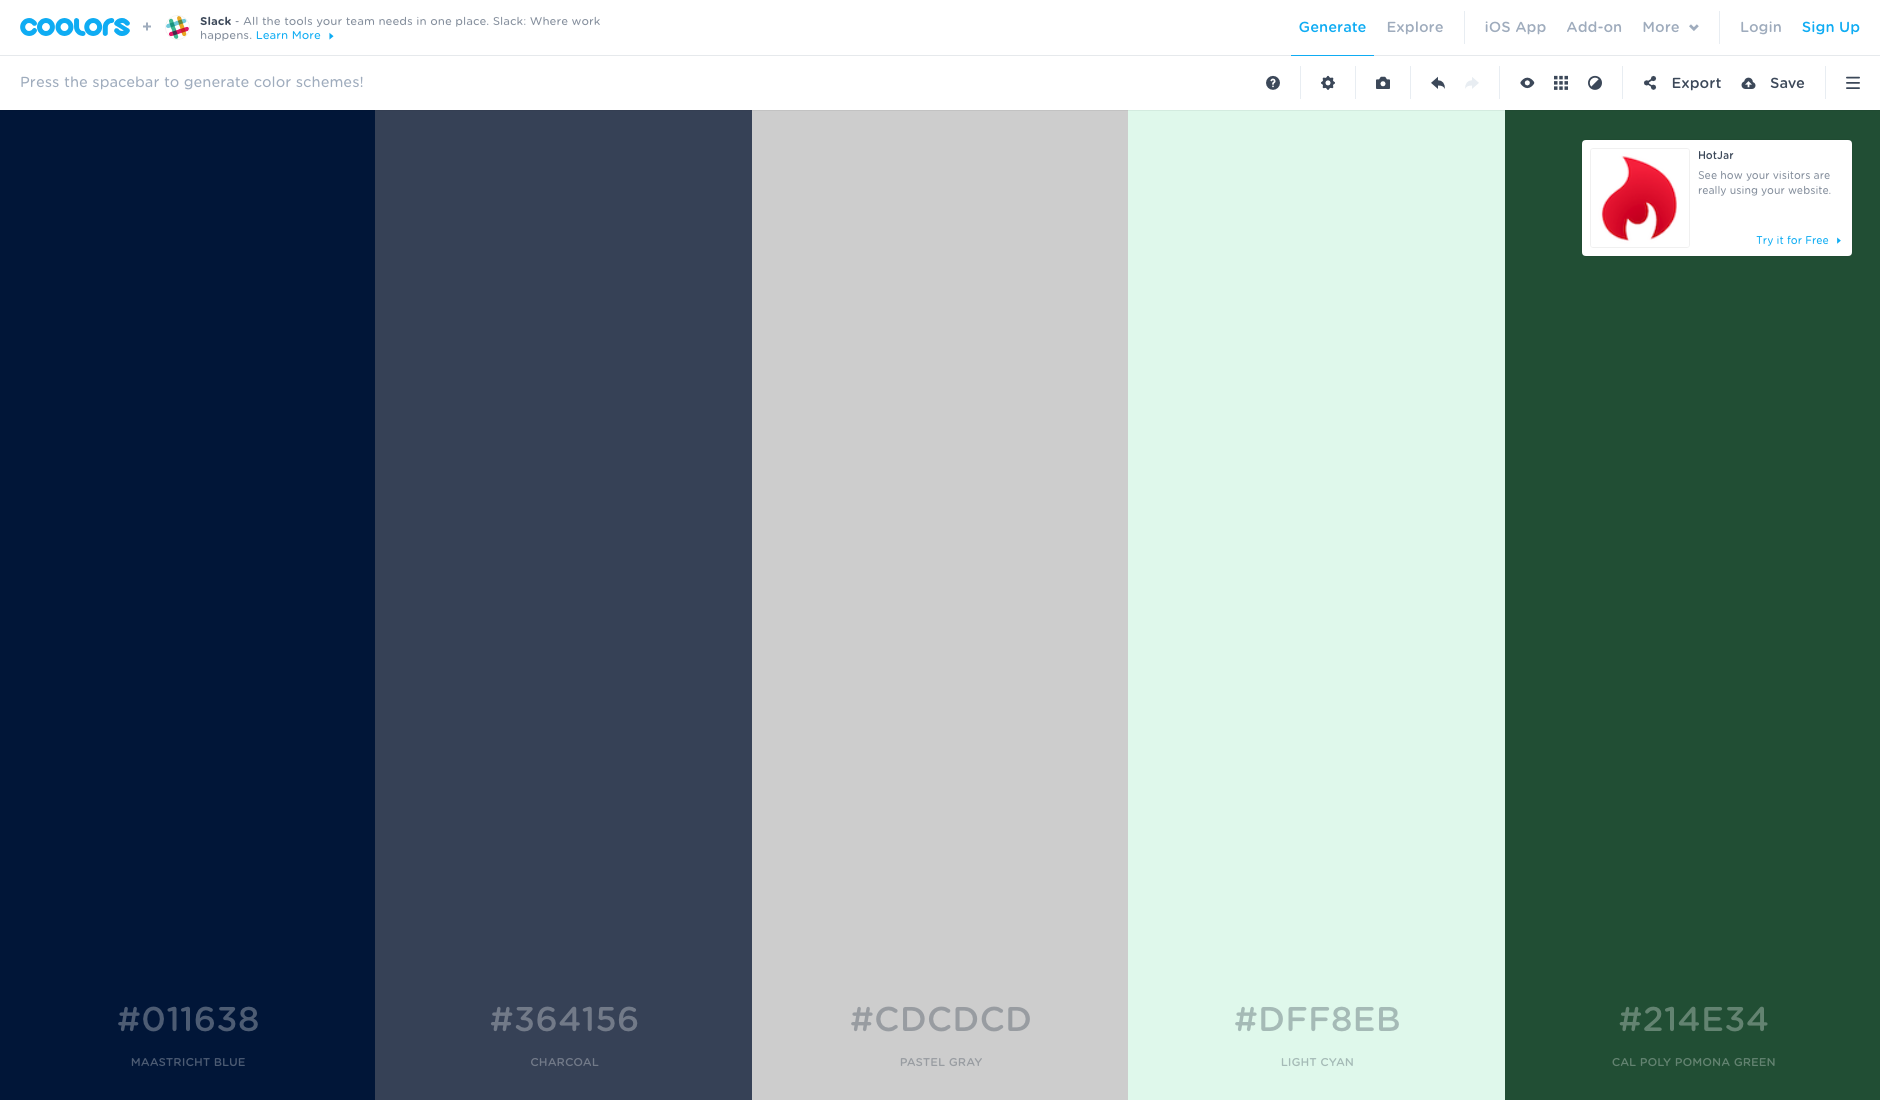 coolors + Slack - All the tools your team needs in one place. Slack: Where work
happens. Learn More
Generate Explore iOS App Add-on More Login Sign Up
Press the spacebar to generate color schemes!
Export Save
HotJar
See how your visitors are
really using your website.
Try it for Free
#011638 #364156 #CDCDCD #DFF8EB #214E34
MAASTRICHT BLUE CHARCOAL PASTEL GRAY LIGHT CYAN CAL POLY POMONA GREEN